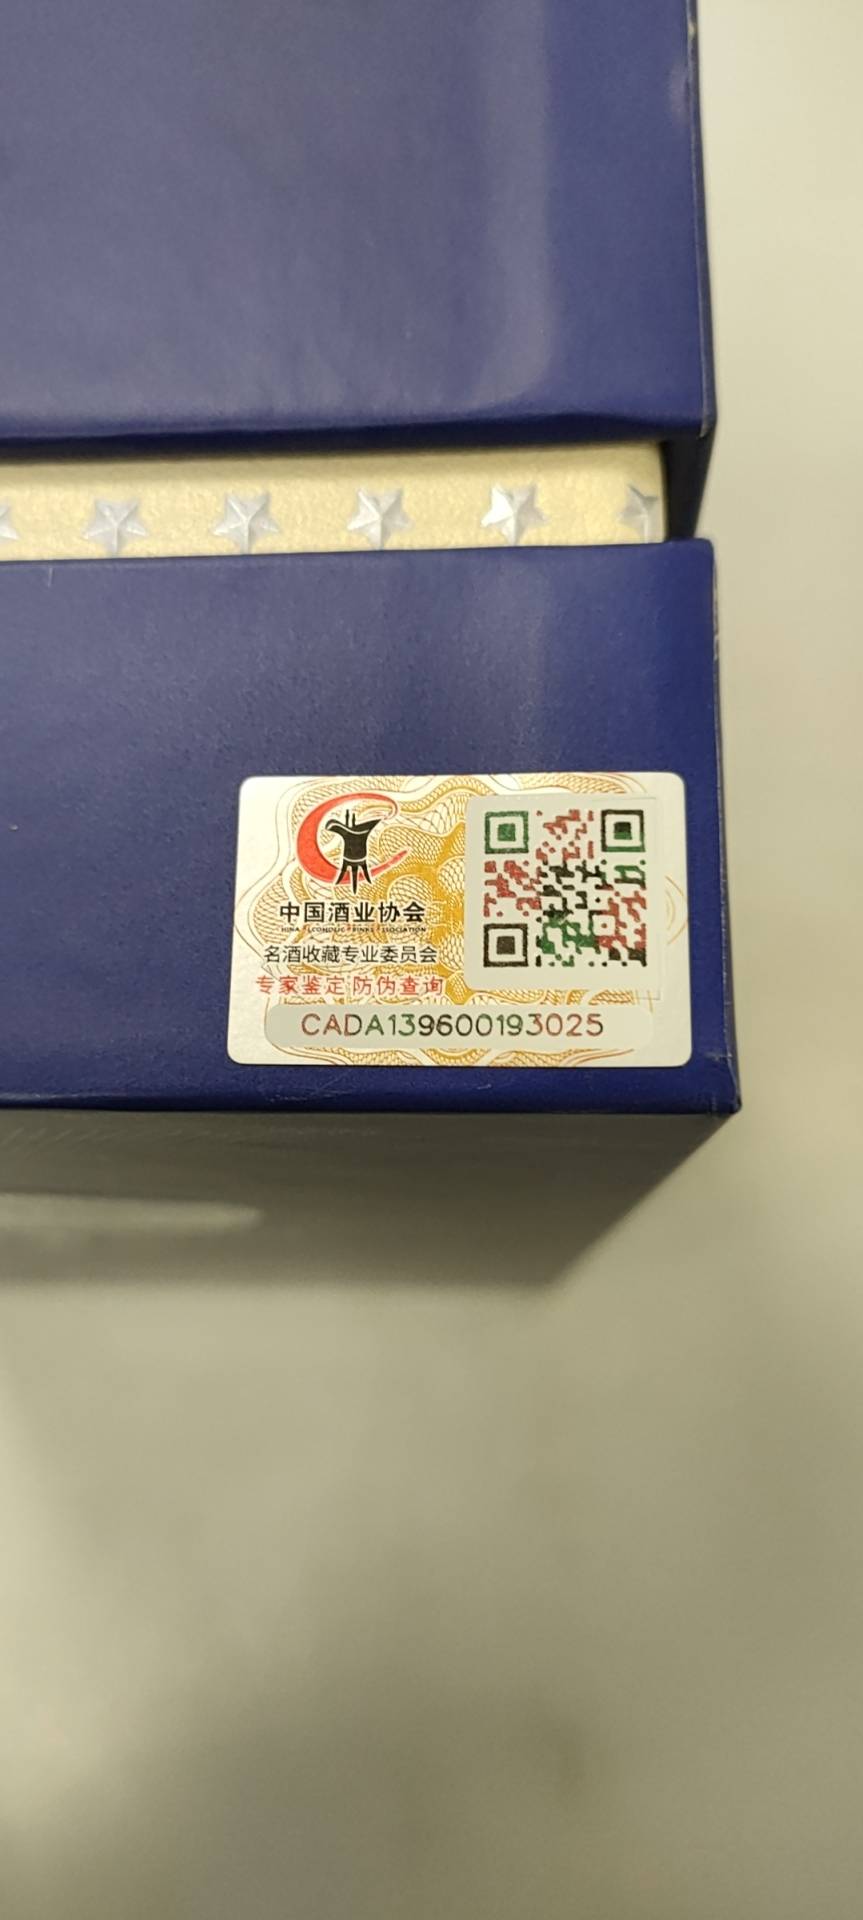 中国酒业协会
名酒收藏专业委员会
专家鉴定 防伪查询
CADA139600193025